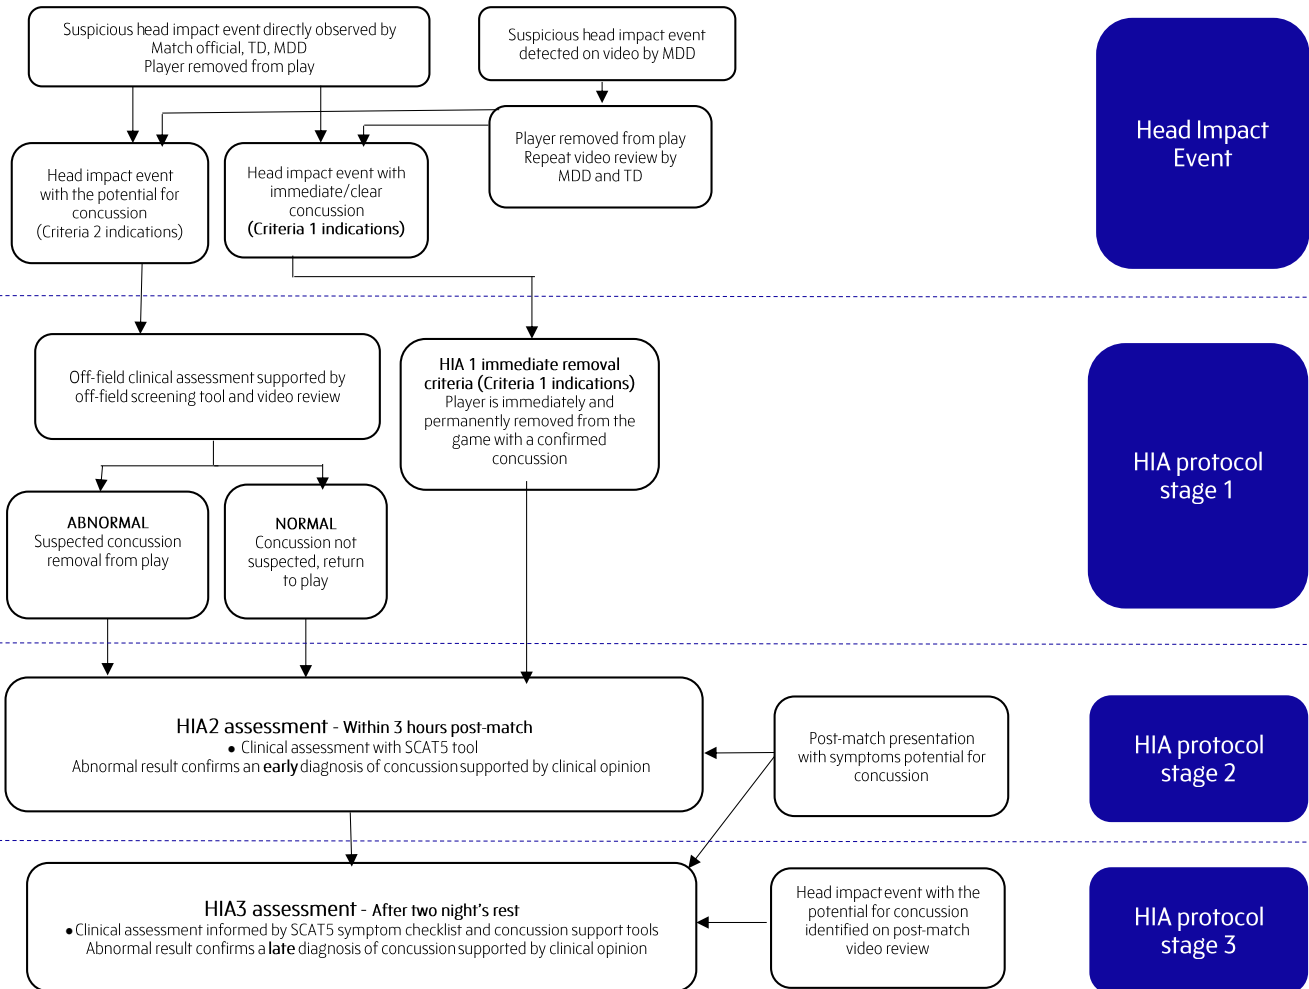 Suspicious head impact event directly observed by
Match official, TD, MDD
Player removed from play
Suspicious head impact event
detected on video by MDD
Head Impact
Event
Player removed from play
Repeat video review by
MDD and TD
Head impact event
with the potential for
concussion
(Criteria 2 indications)
Head impact event with
immediate/clear
concussion
(Criteria 1 indications)
Off-field clinical assessment supported by
off-field screening tool and video review
HIA 1 immediate removal
criteria (Criteria 1 indications)
Player is immediately and
permanently removed from the
game with a confirmed
concussion
HIA protocol
stage 1
ABNORMAL
Suspected concussion
removal from play
NORMAL
Concussion not
suspected, return
to play
HIA2 assessment - Within 3 hours post-match
• Clinical assessment with SCAT5 tool
Abnormal result confirms an early diagnosis of concussion supported by clinical opinion
Post-match presentation
with symptoms potential for
concussion
HIA protocol
stage 2
HIA3 assessment - After two night's rest
• Clinical assessment informed by SCAT5 symptom checklist and concussion support tools
Abnormal result confirms a late diagnosis of concussion supported by clinical opinion
Head impact event with the
potential for concussion
identified on post-match
video review
HIA protocol
stage 3